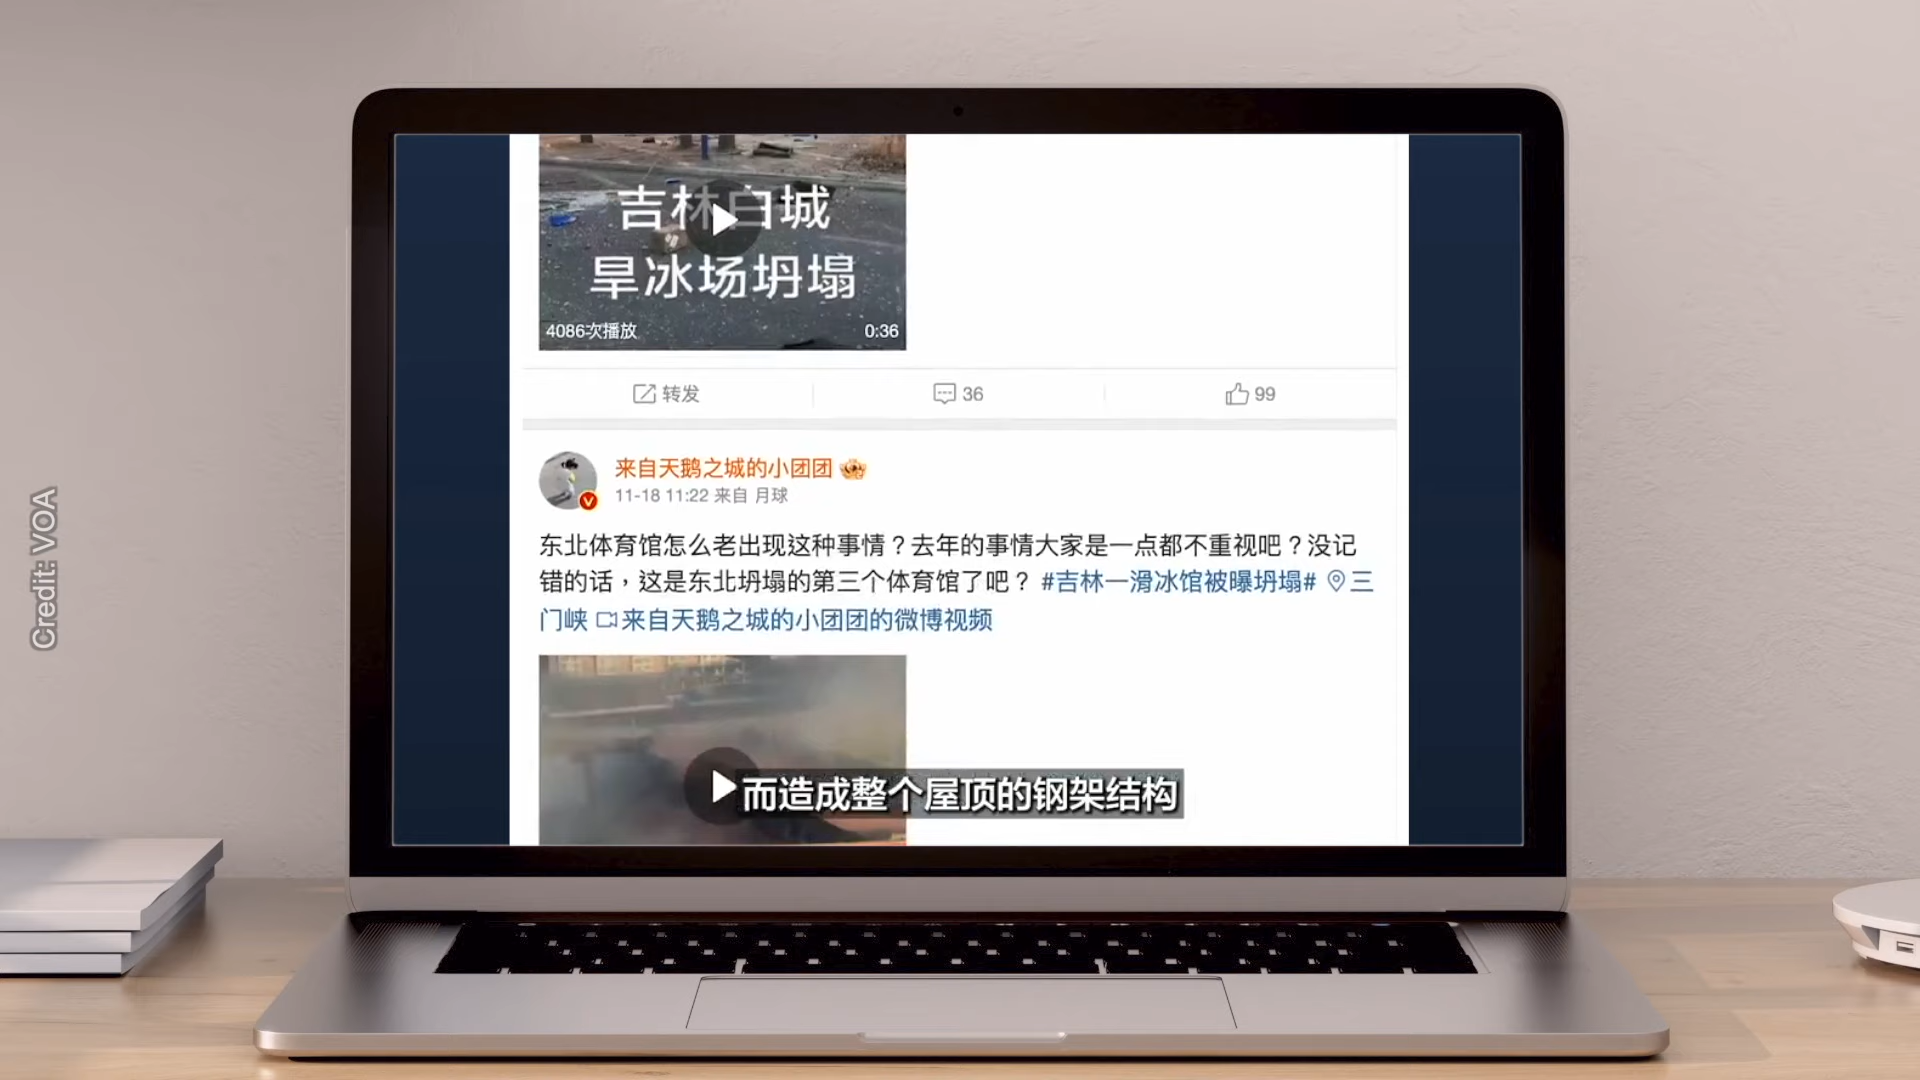 吉林白城
旱冰场坍塌
4086次播放
0:36
转发
36
99
来自天鹅之城的小团团
11-18 11:22 来自 月球
东北体育馆怎么老出现这种事情？去年的事情大家是一点都不重视吧？没记
错的话，这是东北坍塌的第三个体育馆了吧？ #吉林一滑冰馆被曝坍塌# 三
门峡 来自天鹅之城的小团团的微博视频
而造成整个屋顶的钢架结构
Credit: VOA